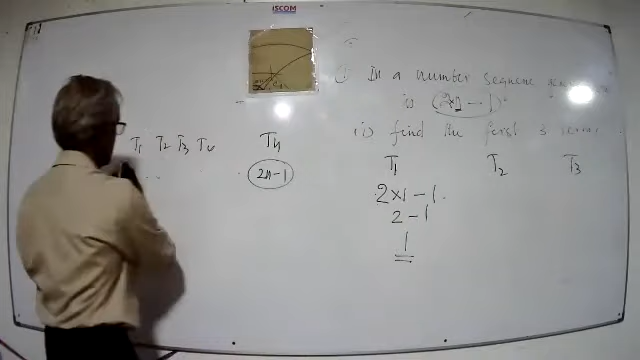 ISCOM
① In a number sequence
is (2n-1)
i) find the first 3 terms
T1 T2 T3 T4 Tn
2n-1
T1 T2 T3
2×1-1
2-1
1